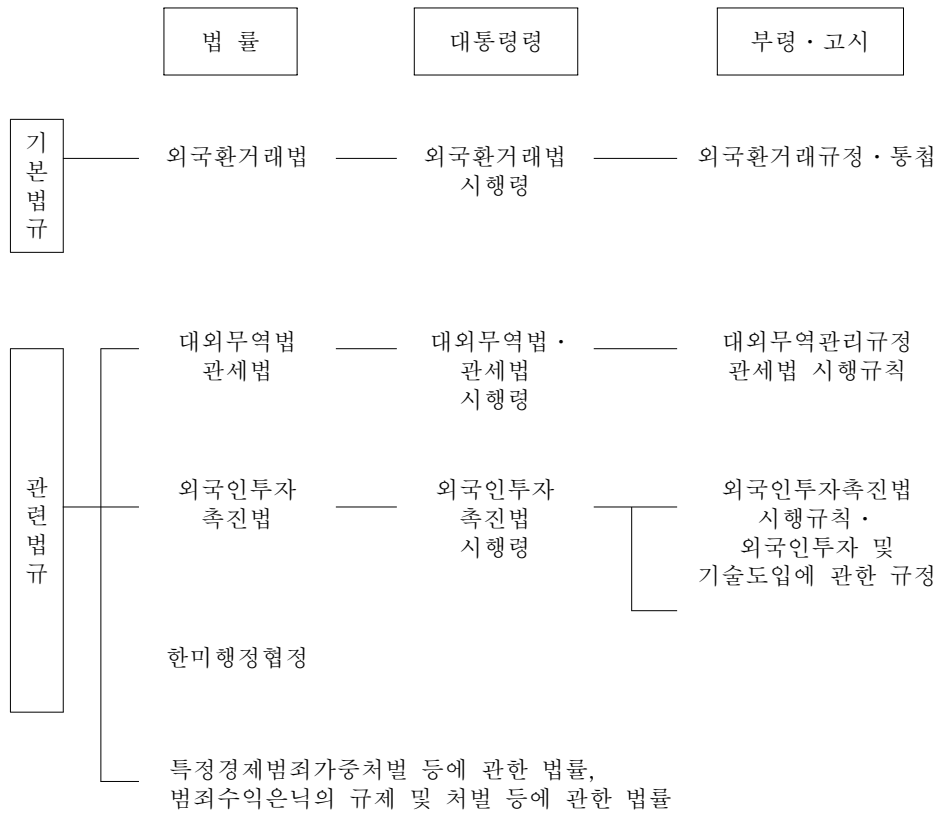 법 률
대통령령
부령·고시
기본법규
외국환거래법
외국환거래법
시행령
외국환거래규정·통첩
관련법규
대외무역법
관세법
대외무역법·
관세법
시행령
대외무역관리규정
관세법 시행규칙
외국인투자
촉진법
외국인투자
촉진법
시행령
외국인투자촉진법
시행규칙·
외국인투자 및
기술도입에 관한 규정
한미행정협정
특정경제범죄가중처벌 등에 관한 법률,
범죄수익은닉의 규제 및 처벌 등에 관한 법률